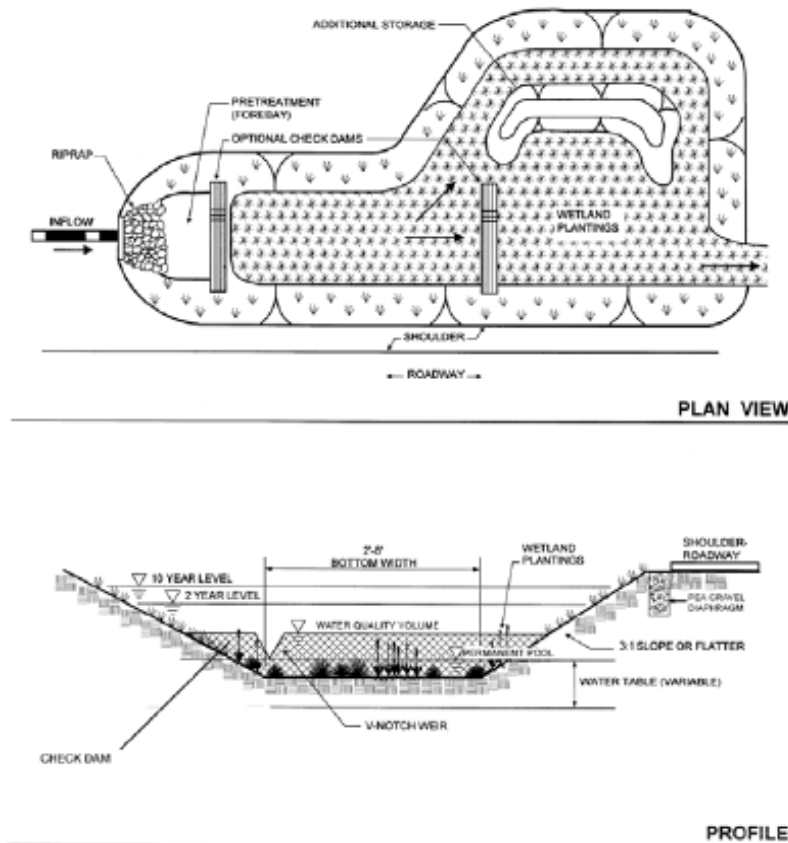 ADDITIONAL STORAGE
PRETREATMENT
(FOREBAY)
OPTIONAL CHECK DAMS
RIPRAP
INFLOW
WETLAND
PLANTINGS
SHOULDER
ROADWAY
PLAN VIEW
2'-8'
BOTTOM WIDTH
WETLAND
PLANTINGS
SHOULDER-
ROADWAY
10 YEAR LEVEL
2 YEAR LEVEL
PEA GRAVEL
DIAPHRAGM
WATER QUALITY VOLUME
3:1 SLOPE OR FLATTER
PERMANENT POOL
WATER TABLE (VARIABLE)
V-NOTCH WEIR
CHECK DAM
PROFILE